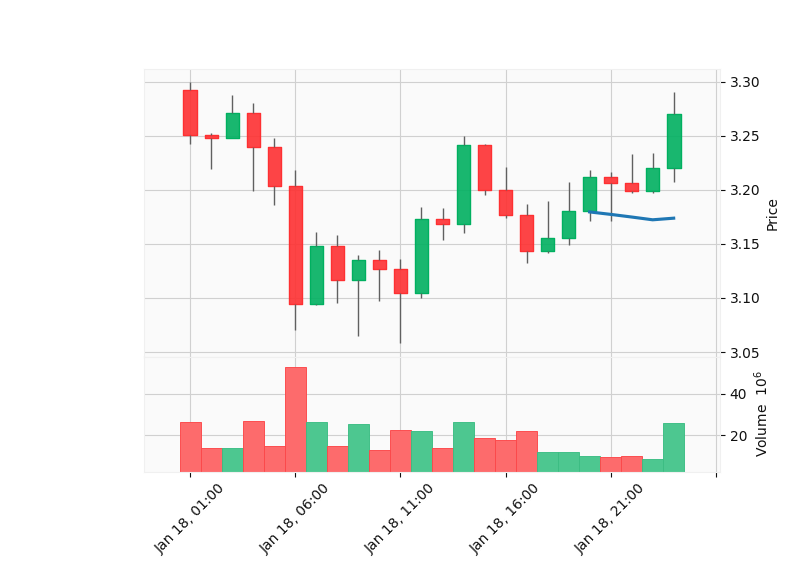 3.30
3.25
3.20
3.15
3.10
3.05
Price
40
20
Volume 10^6
Jan 18, 01:00
Jan 18, 06:00
Jan 18, 11:00
Jan 18, 16:00
Jan 18, 21:00